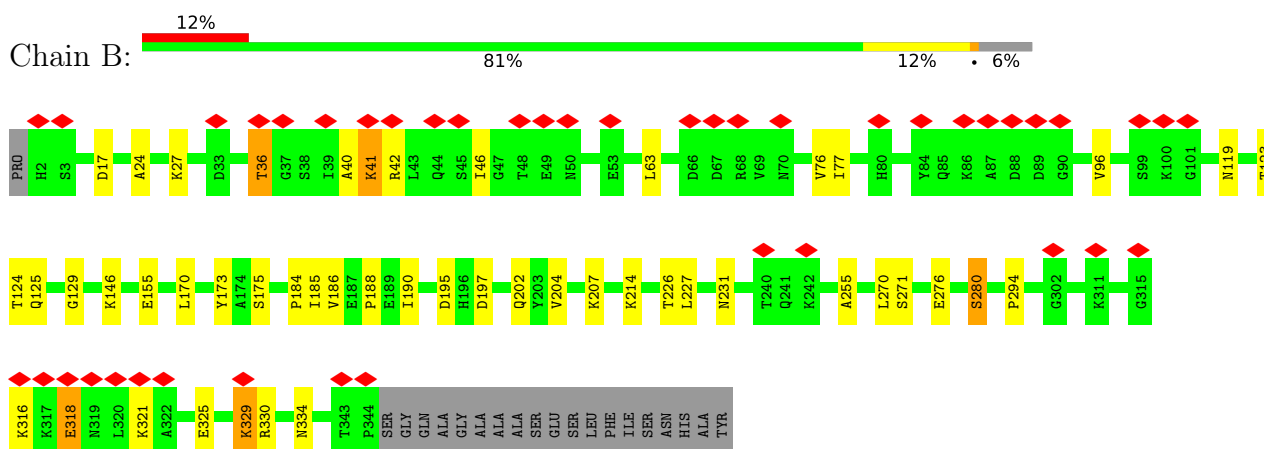 12%
Chain B:
81% 12% • 6%
PRO H2 S3 D17 A24 K27 D33 T36 G37 S38 I39 A40 K41 R42 L43 Q44 S45 I46 G47 T48 E49 N50 E53 L63 D66 D67 R68 V69 N70 V76 I77 H80 Y84 Q85 K86 A87 D88 D89 G90 V96 S99 K100 G101 N119 T123
T124 Q125 G129 K146 E155 L170 Y173 A174 S175 P184 I185 V186 E187 P188 E189 I190 D195 H196 D197 Q202 Y203 V204 K207 K214 T226 L227 N231 T240 Q241 K242 A255 L270 S271 E276 S280 P294 G302 K311 G315
K316 K317 E318 N319 L320 K321 A322 E325 K329 R330 N334 T343 P344 SER GLY GLN ALA GLY ALA ALA ALA SER GLU SER LEU PHE ILE SER ASN HIS ALA TYR